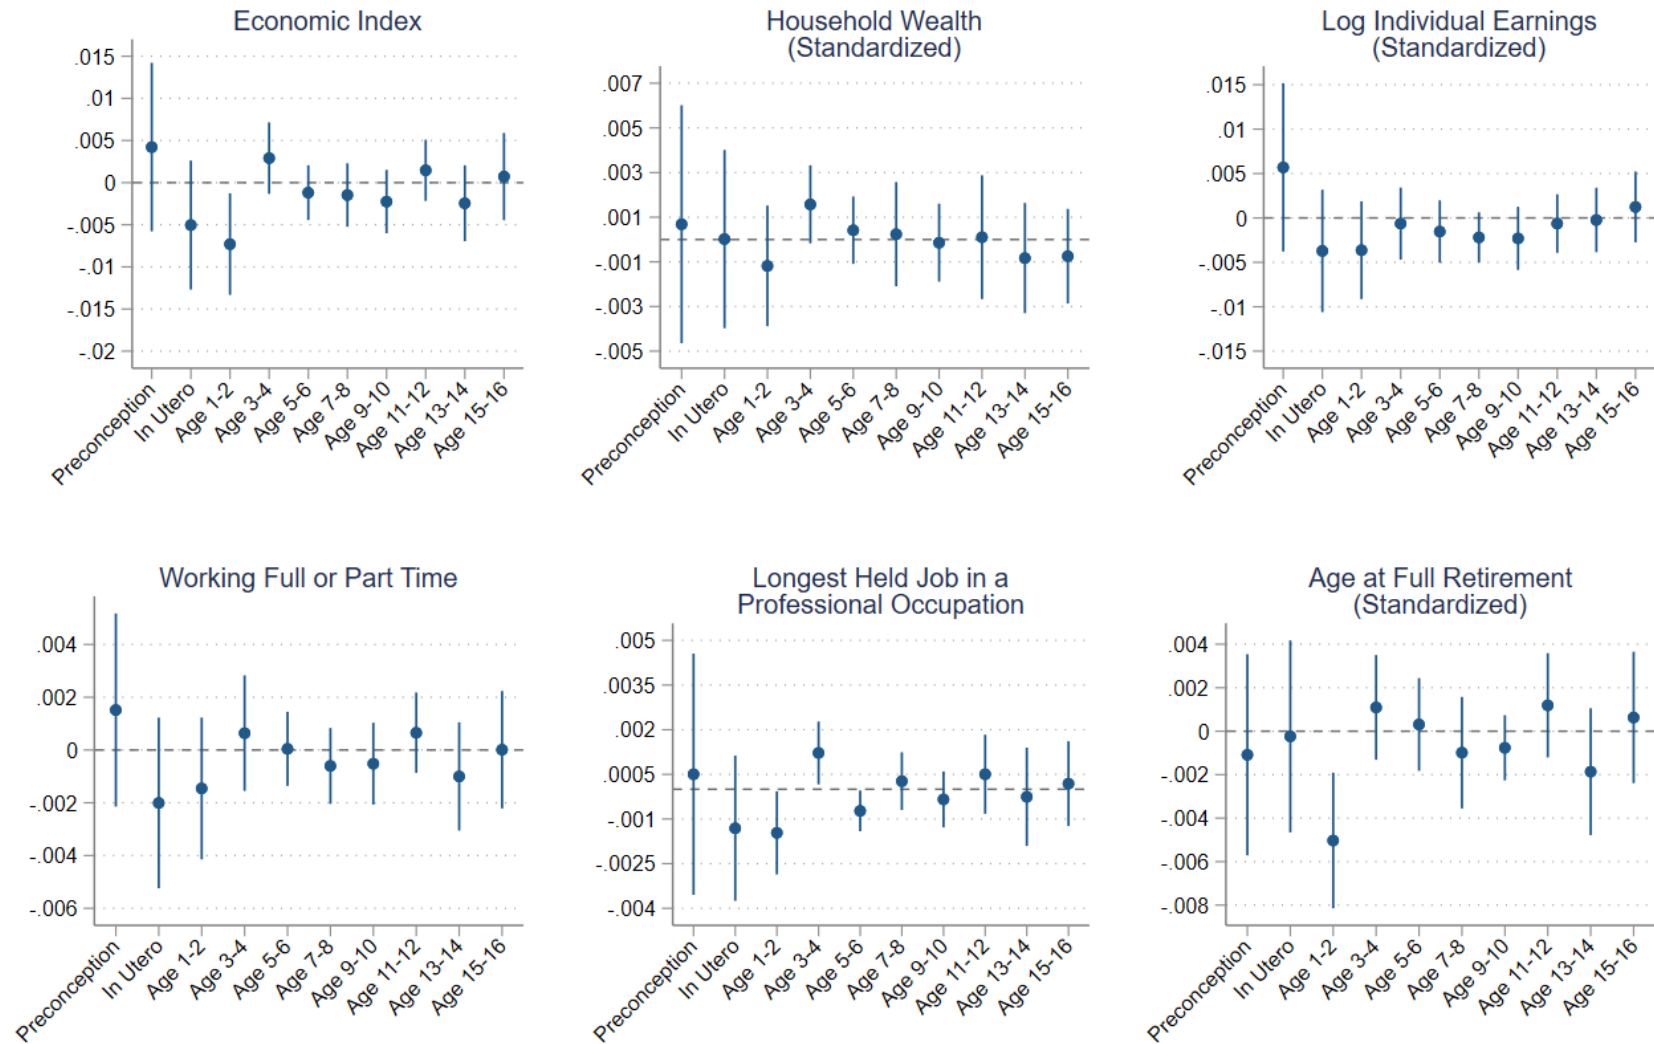 Economic Index
.015
.01
.005
0
-.005
-.01
-.015
-.02
Preconception
In Utero
Age 1-2
Age 3-4
Age 5-6
Age 7-8
Age 9-10
Age 11-12
Age 13-14
Age 15-16
Household Wealth
(Standardized)
.007
.005
.003
.001
-.001
-.003
-.005
Preconception
In Utero
Age 1-2
Age 3-4
Age 5-6
Age 7-8
Age 9-10
Age 11-12
Age 13-14
Age 15-16
Log Individual Earnings
(Standardized)
.015
.01
.005
0
-.005
-.01
-.015
Preconception
In Utero
Age 1-2
Age 3-4
Age 5-6
Age 7-8
Age 9-10
Age 11-12
Age 13-14
Age 15-16
Working Full or Part Time
.004
.002
0
-.002
-.004
-.006
Preconception
In Utero
Age 1-2
Age 3-4
Age 5-6
Age 7-8
Age 9-10
Age 11-12
Age 13-14
Age 15-16
Longest Held Job in a
Professional Occupation
.005
.0035
.002
.0005
-.001
-.0025
-.004
Preconception
In Utero
Age 1-2
Age 3-4
Age 5-6
Age 7-8
Age 9-10
Age 11-12
Age 13-14
Age 15-16
Age at Full Retirement
(Standardized)
.004
.002
0
-.002
-.004
-.006
-.008
Preconception
In Utero
Age 1-2
Age 3-4
Age 5-6
Age 7-8
Age 9-10
Age 11-12
Age 13-14
Age 15-16